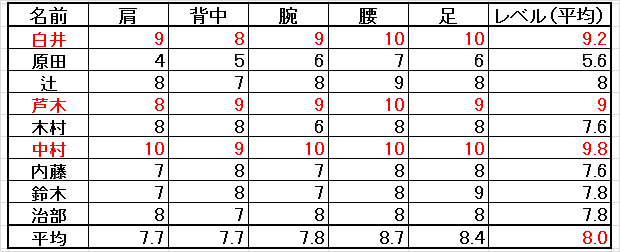 名前 肩 背中 腕 腰 足 レベル(平均)
白井 9 8 9 10 10 9.2
原田 4 5 6 7 6 5.6
辻 8 7 8 9 8 8
芦木 8 9 9 10 9 9
木村 8 8 6 8 8 7.6
中村 10 9 10 10 10 9.8
内藤 7 8 7 8 8 7.6
鈴木 7 8 7 8 9 7.8
治部 8 7 8 8 8 7.8
平均 7.7 7.7 7.8 8.7 8.4 8.0